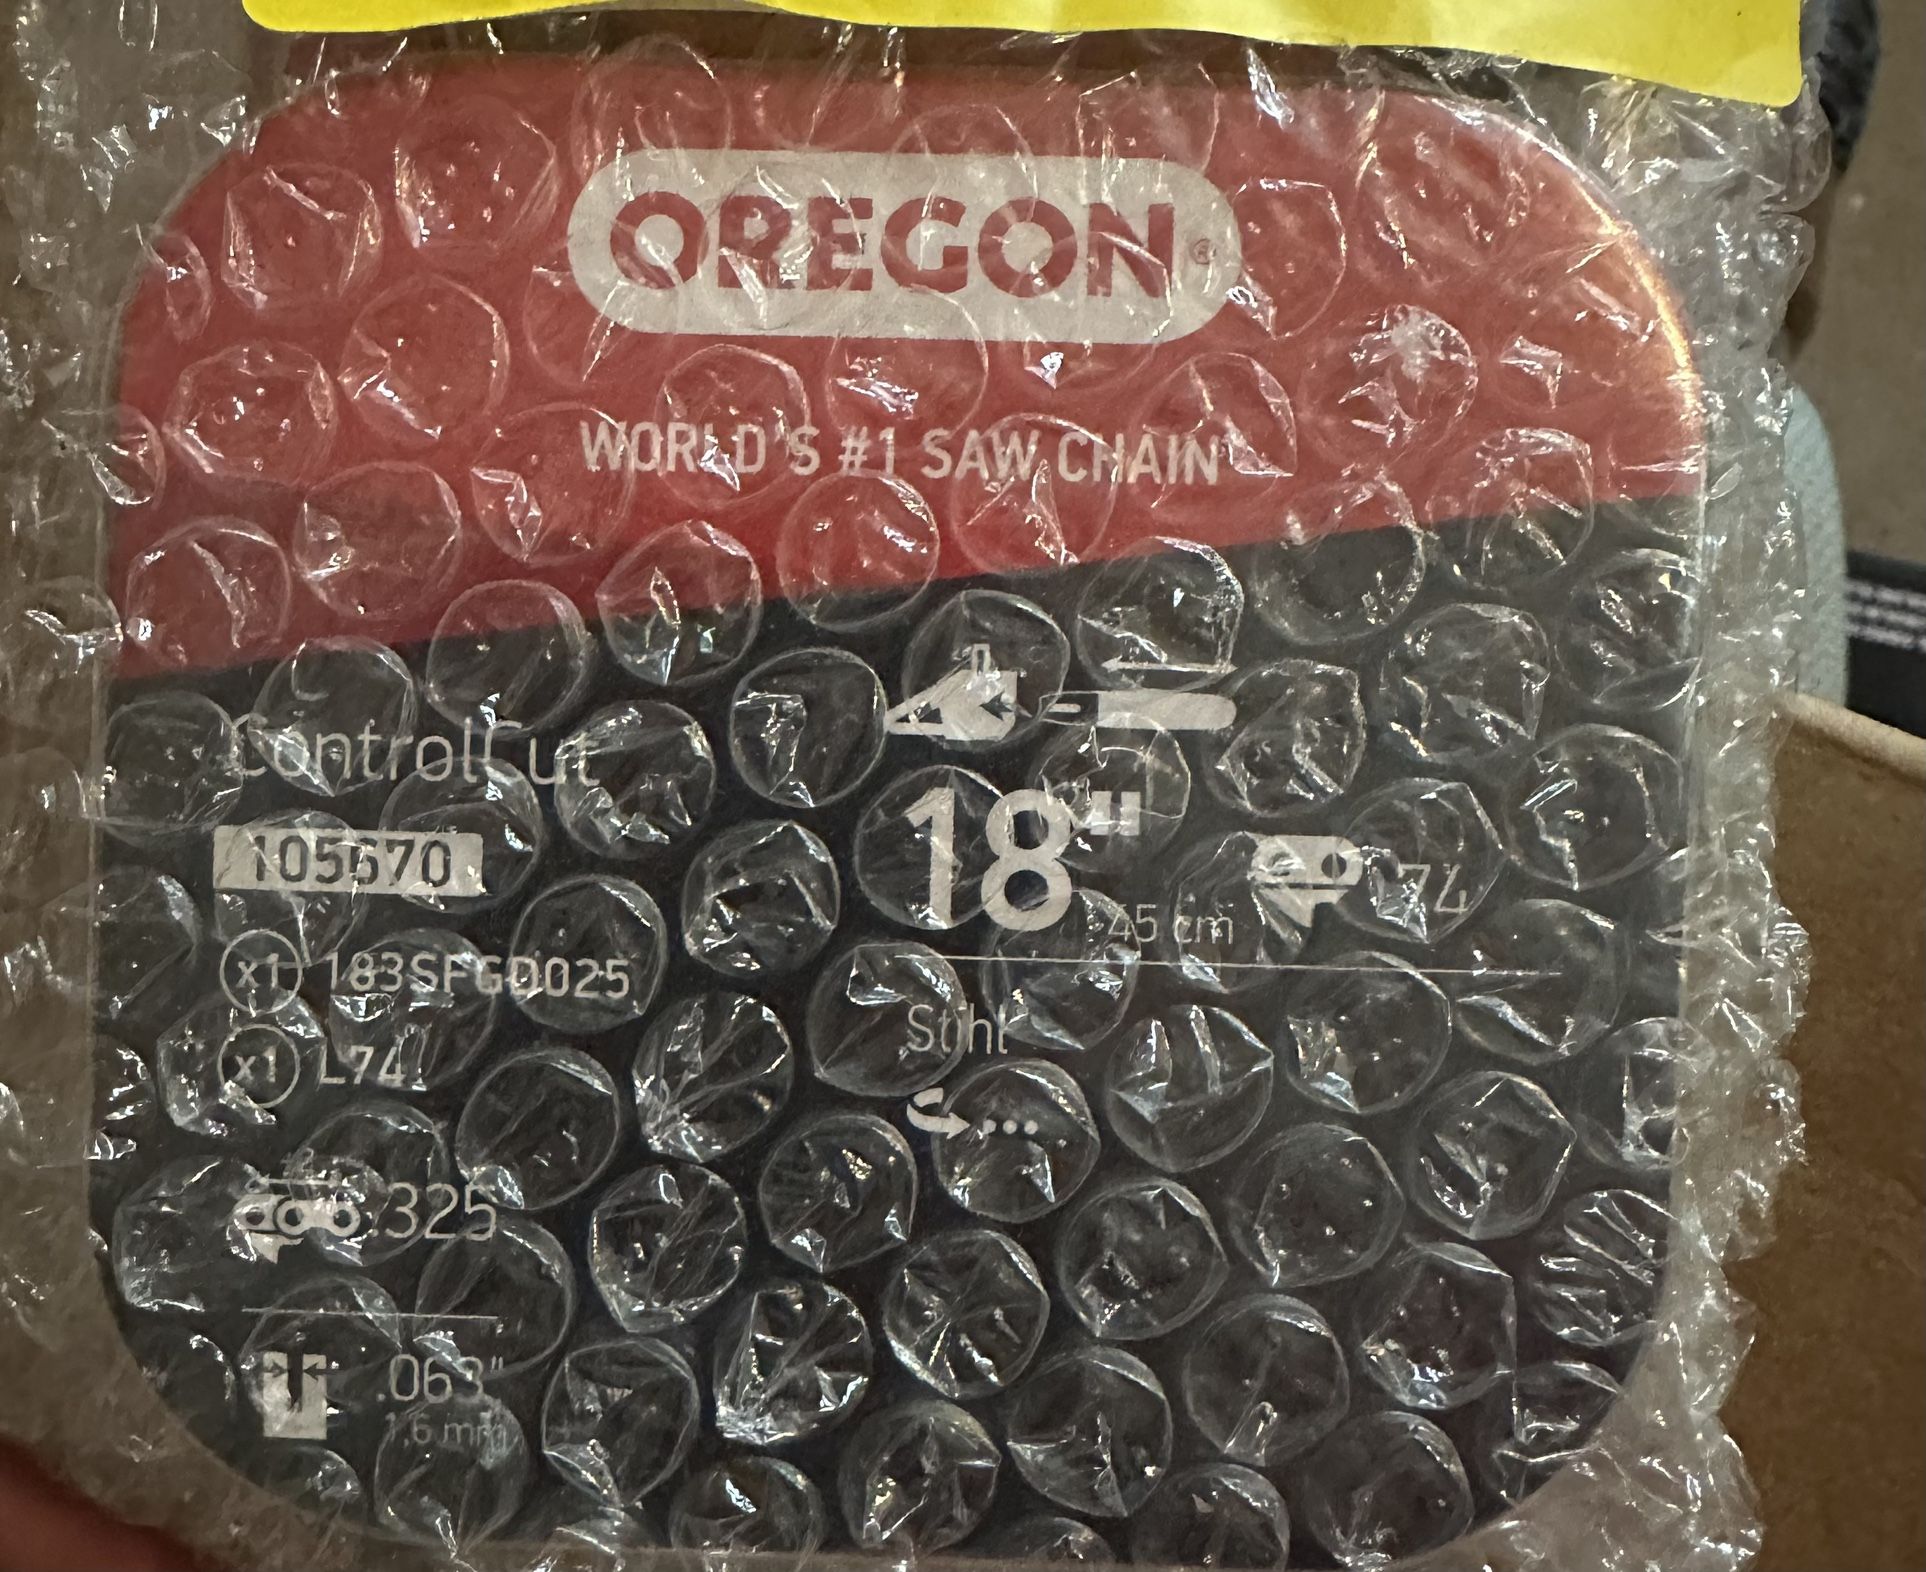 OREGON®
WORLD'S #1 SAW CHAIN
ControlCut
105670
x1 183SFGD025
x1 L74
.325
.063"
1,6 mm
18"
45 cm
74
Stihl
...